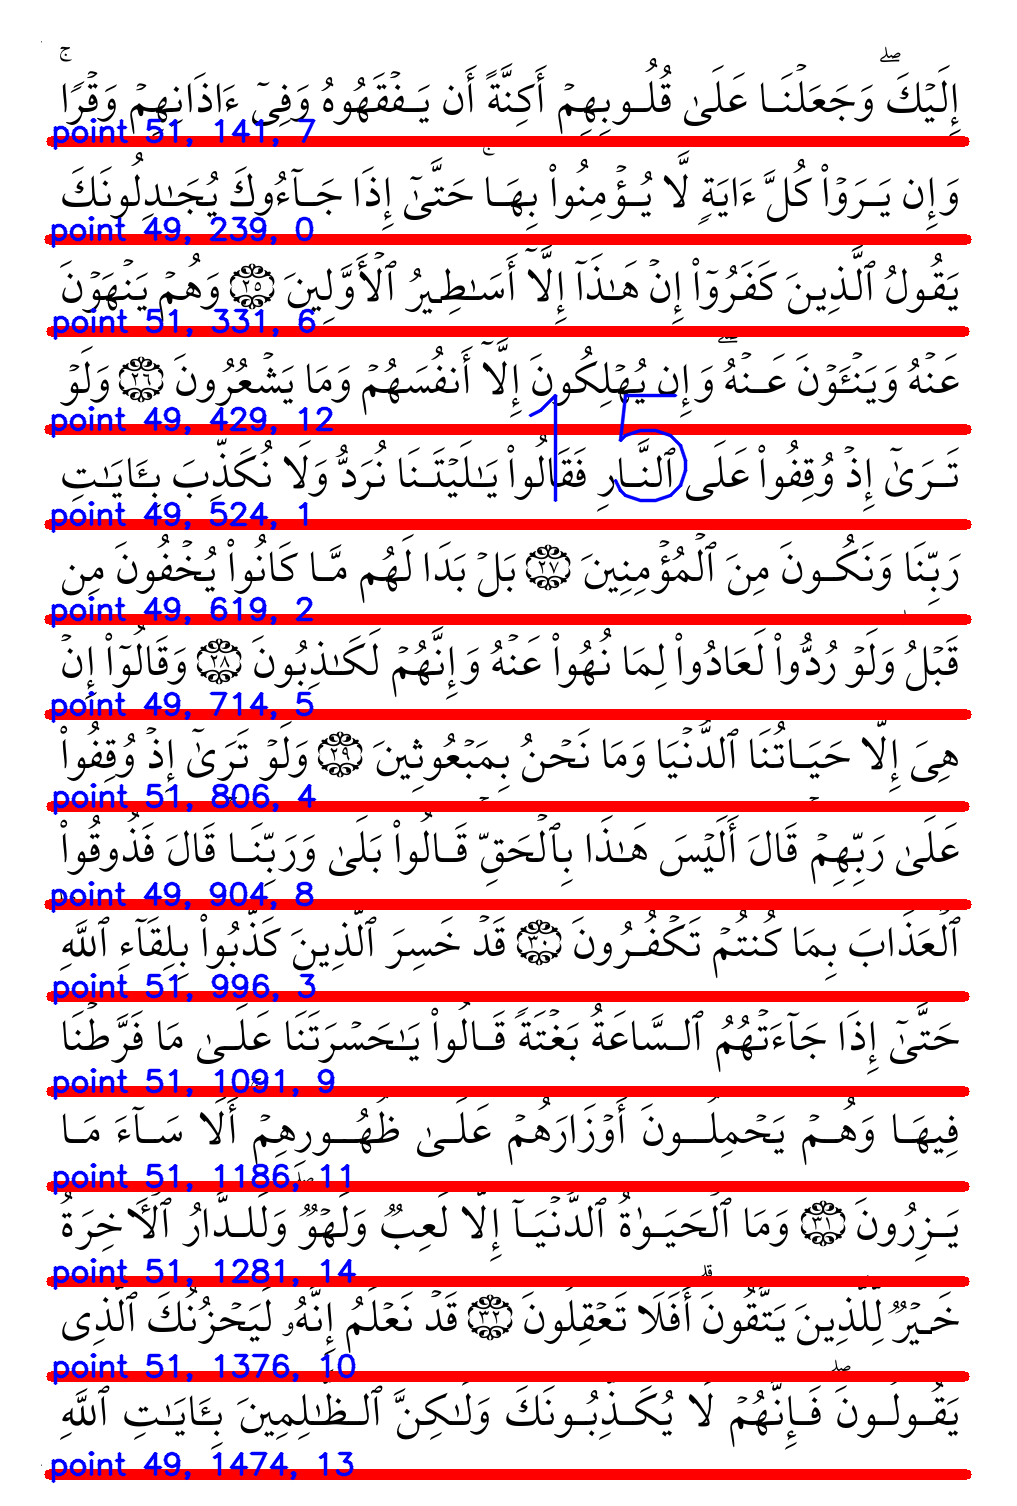 إِلَيۡكَۖ وَجَعَلۡنَا عَلَىٰ قُلُوبِهِمۡ أَكِنَّةً أَن يَفۡقَهُوهُ وَفِىٓ ءَاذَانِهِمۡ وَقۡرٗاۚ
point 51, 141, 7
وَإِن يَرَوۡاْ كُلَّ ءَايَةٖ لَّا يُؤۡمِنُواْ بِهَاۚ حَتَّىٰٓ إِذَا جَآءُوكَ يُجَٰدِلُونَكَ
point 49, 239, 0
يَقُولُ ٱلَّذِينَ كَفَرُوٓاْ إِنۡ هَٰذَآ إِلَّآ أَسَٰطِيرُ ٱلۡأَوَّلِينَ ٢٥ وَهُمۡ يَنۡهَوۡنَ
point 51, 331, 6
عَنۡهُ وَيَنۡـَٔوۡنَ عَنۡهُۖ وَإِن يُهۡلِكُونَ إِلَّآ أَنفُسَهُمۡ وَمَا يَشۡعُرُونَ ٢٦ وَلَوۡ
point 49, 429, 12
15
تَرَىٰٓ إِذۡ وُقِفُواْ عَلَى ٱلنَّارِ فَقَالُواْ يَٰلَيۡتَنَا نُرَدُّ وَلَا نُكَذِّبَ بِـَٔايَٰتِ
point 49, 524, 1
رَبِّنَا وَنَكُونَ مِنَ ٱلۡمُؤۡمِنِينَ ٢٧ بَلۡ بَدَا لَهُم مَّا كَانُواْ يُخۡفُونَ مِن
point 49, 619, 2
قَبۡلُ وَلَوۡ رُدُّواْ لَعَادُواْ لِمَا نُهُواْ عَنۡهُ وَإِنَّهُمۡ لَكَٰذِبُونَ ٢٨ وَقَالُوٓاْ إِنۡ
point 49, 714, 5
هِىَ إِلَّا حَيَاتُنَا ٱلدُّنۡيَا وَمَا نَحۡنُ بِمَبۡعُوثِينَ ٢٩ وَلَوۡ تَرَىٰٓ إِذۡ وُقِفُواْ
point 51, 806, 4
عَلَىٰ رَبِّهِمۡ قَالَ أَلَيۡسَ هَٰذَا بِٱلۡحَقِّ قَالُواْ بَلَىٰ وَرَبِّنَا قَالَ فَذُوقُواْ
point 49, 904, 8
ٱلۡعَذَابَ بِمَا كُنتُمۡ تَكۡفُرُونَ ٣٠ قَدۡ خَسِرَ ٱلَّذِينَ كَذَّبُواْ بِلِقَآءِ ٱللَّهِ
point 51, 996, 3
حَتَّىٰٓ إِذَا جَآءَتۡهُمُ ٱلسَّاعَةُ بَغۡتَةٗ قَالُواْ يَٰحَسۡرَتَنَا عَلَىٰ مَا فَرَّطۡنَا
point 51, 1091, 9
فِيهَا وَهُمۡ يَحۡمِلُونَ أَوۡزَارَهُمۡ عَلَىٰ ظُهُورِهِمۡ أَلَا سَآءَ مَا
point 51, 1186, 11
يَزِرُونَ ٣١ وَمَا ٱلۡحَيَوٰةُ ٱلدُّنۡيَآ إِلَّا لَعِبٞ وَلَهۡوٞۖ وَلَلدَّارُ ٱلۡأٓخِرَةُ
point 51, 1281, 14
خَيۡرٞ لِّلَّذِينَ يَتَّقُونَۚ أَفَلَا تَعۡقِلُونَ ٣٢ قَدۡ نَعۡلَمُ إِنَّهُۥ لَيَحۡزُنُكَ ٱلَّذِى
point 51, 1376, 10
يَقُولُونَۖ فَإِنَّهُمۡ لَا يُكَذِّبُونَكَ وَلَٰكِنَّ ٱلظَّٰلِمِينَ بِـَٔايَٰتِ ٱللَّهِ
point 49, 1474, 13